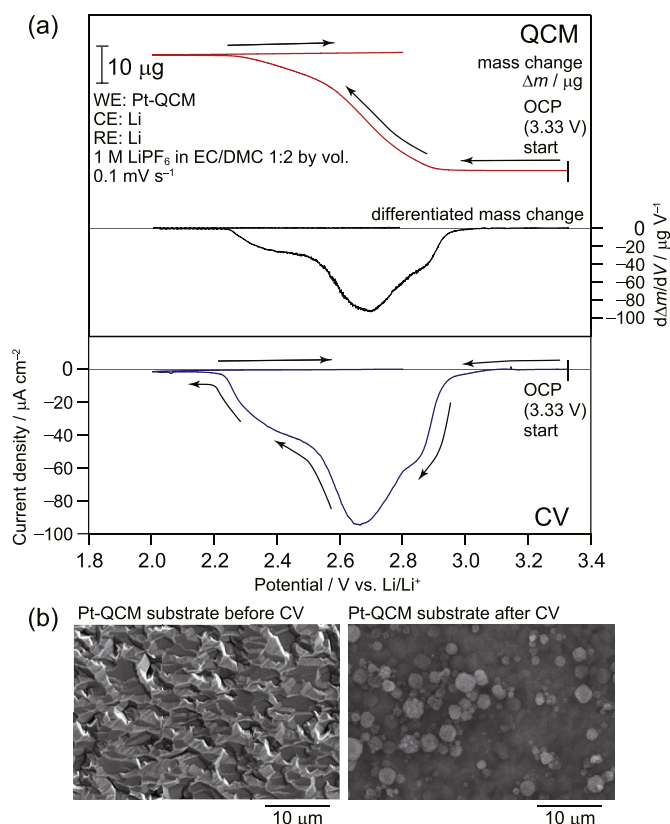 (a)
QCM
10 μg
mass change
Δm / μg
WE: Pt-QCM
CE: Li
RE: Li
1 M LiPF₆ in EC/DMC 1:2 by vol.
0.1 mV s⁻¹
OCP
(3.33 V)
start
differentiated mass change
0
−20
−40
−60
−80
−100
dΔm/dV / μg V⁻¹
0
−20
−40
−60
−80
−100
Current density / μA cm⁻²
OCP
(3.33 V)
start
CV
1.8 2.0 2.2 2.4 2.6 2.8 3.0 3.2 3.4
Potential / V vs. Li/Li⁺
(b)
Pt-QCM substrate before CV
Pt-QCM substrate after CV
10 μm
10 μm